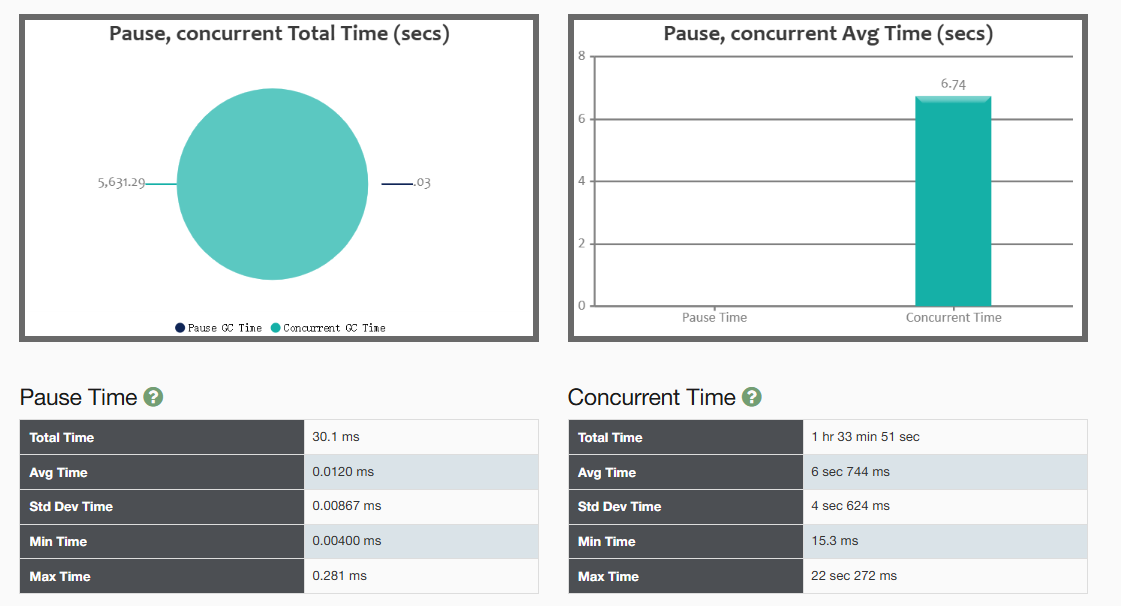 Pause, concurrent Total Time (secs)
5,631.29
.03
Pause GC Time
Concurrent GC Time
Pause, concurrent Avg Time (secs)
8
6
4
2
0
6.74
Pause Time
Concurrent Time
Pause Time ?
Total Time 30.1 ms
Avg Time 0.0120 ms
Std Dev Time 0.00867 ms
Min Time 0.00400 ms
Max Time 0.281 ms
Concurrent Time ?
Total Time 1 hr 33 min 51 sec
Avg Time 6 sec 744 ms
Std Dev Time 4 sec 624 ms
Min Time 15.3 ms
Max Time 22 sec 272 ms